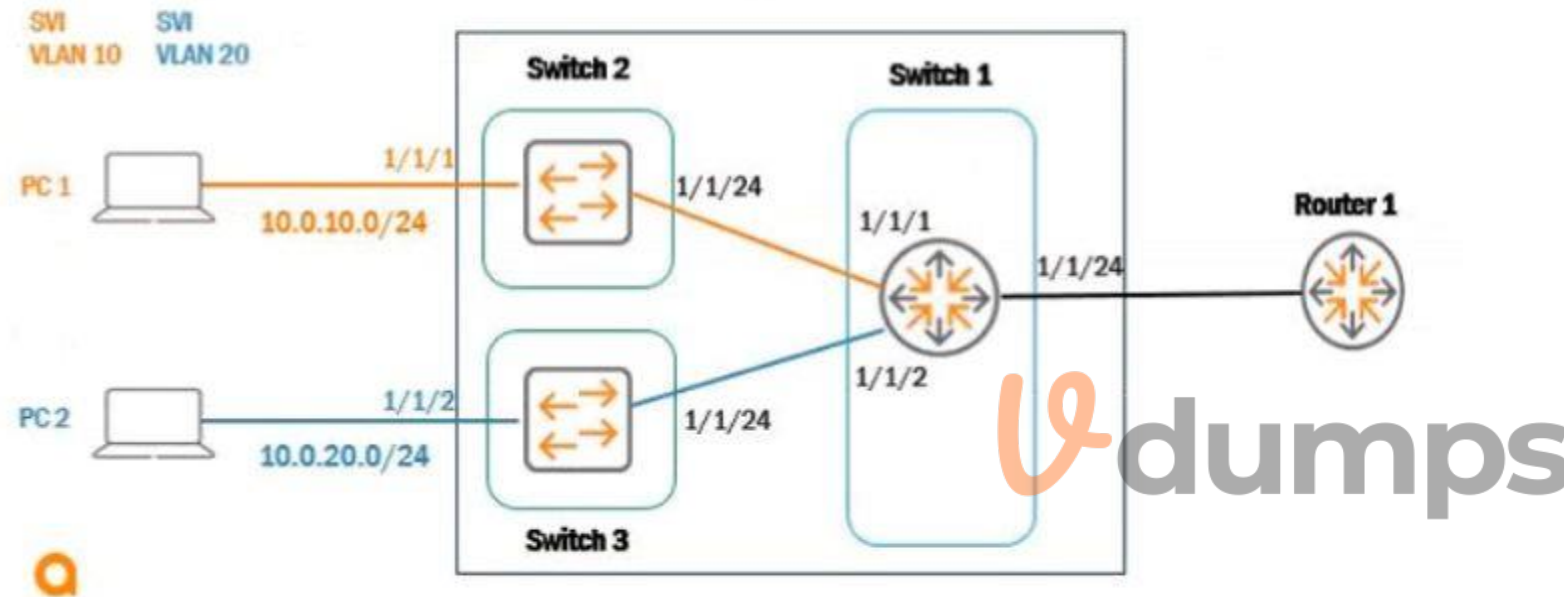 SVI SVI
VLAN 10 VLAN 20
Switch 2
Switch 1
PC 1
1/1/1
10.0.10.0/24
1/1/24
1/1/1
1/1/24
Router 1
PC 2
1/1/2
10.0.20.0/24
1/1/24
1/1/2
Switch 3
Vdumps
a